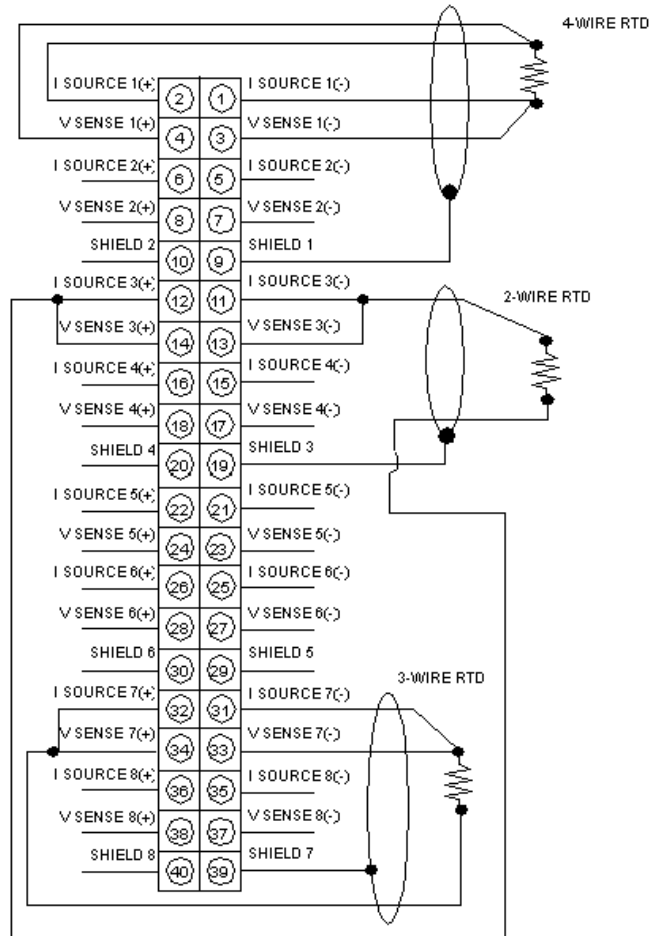 4-WIRE RTD
I SOURCE 1(+) 2 1 I SOURCE 1(-)
V SENSE 1(+) 4 3 V SENSE 1(-)
I SOURCE 2(+) 6 5 I SOURCE 2(-)
V SENSE 2(+) 8 7 V SENSE 2(-)
SHIELD 2 10 9 SHIELD 1
I SOURCE 3(+) 12 11 I SOURCE 3(-)
2-WIRE RTD
V SENSE 3(+) 14 13 V SENSE 3(-)
I SOURCE 4(+) 16 15 I SOURCE 4(-)
V SENSE 4(+) 18 17 V SENSE 4(-)
SHIELD 4 20 19 SHIELD 3
I SOURCE 5(+) 22 21 I SOURCE 5(-)
V SENSE 5(+) 24 23 V SENSE 5(-)
I SOURCE 6(+) 26 25 I SOURCE 6(-)
V SENSE 6(+) 28 27 V SENSE 6(-)
SHIELD 6 30 29 SHIELD 5
3-WIRE RTD
I SOURCE 7(+) 32 31 I SOURCE 7(-)
V SENSE 7(+) 34 33 V SENSE 7(-)
I SOURCE 8(+) 36 35 I SOURCE 8(-)
V SENSE 8(+) 38 37 V SENSE 8(-)
SHIELD 8 40 39 SHIELD 7